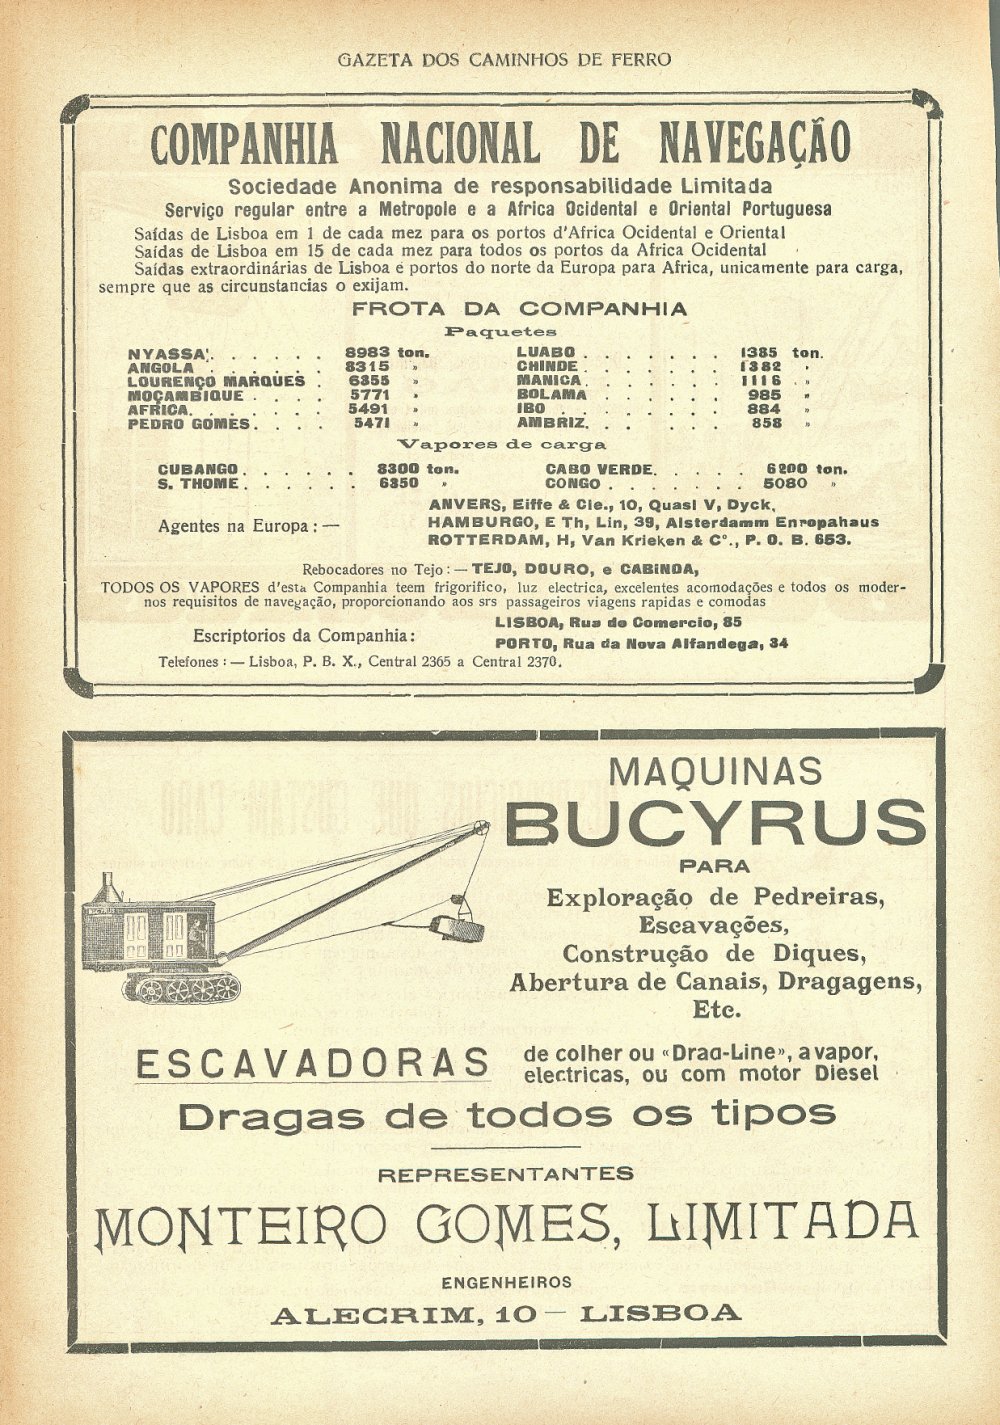 GAZETA DOS CAMINHOS DE FERRO
COMPANHIA NACIONAL DE NAVEGAÇÃO
Sociedade Anonima de responsabilidade Limitada
Serviço regular entre a Metropole e a Africa Ocidental e Oriental Portuguesa
Saídas de Lisboa em 1 de cada mez para os portos d'Africa Ocidental e Oriental
Saídas de Lisboa em 15 de cada mez para todos os portos da Africa Ocidental
Saídas extraordinárias de Lisboa e portos do norte da Europa para Africa, unicamente para carga,
sempre que as circunstancias o exijam.
FROTA DA COMPANHIA
Paquetes
NYASSA . . . . . . 8983 ton.
ANGOLA . . . . . . 8315 »
LOURENÇO MARQUES . 6355 »
MOÇAMBIQUE . . . . 5771 »
AFRICA. . . . . . . 5491 »
PEDRO GOMES. . . . 5471 »
LUABO . . . . . . . 1385 ton.
CHINDE. . . . . . . 1382 »
MANICA. . . . . . . 1116 »
BOLAMA . . . . . . 985 »
IBO . . . . . . . . 884 »
AMBRIZ. . . . . . . 858 »
Vapores de carga
CUBANGO . . . . . . 8300 ton.
S. THOME. . . . . . 6350 »
CABO VERDE. . . . . 6200 ton.
CONGO . . . . . . . 5080 »
Agentes na Europa : —
ANVERS, Eiffe & Cie., 10, Quasi V, Dyck,
HAMBURGO, E Th, Lin, 39, Alsterdamm Enropahaus
ROTTERDAM, H, Van Krieken & C°., P. O. B. 653.
Rebocadores no Tejo : — TEJO, DOURO, e CABINDA,
TODOS OS VAPORES d'esta Companhia teem frigorifico, luz electrica, excelentes acomodações e todos os moder-
nos requisitos de navegação, proporcionando aos srs passageiros viagens rapidas e comodas
Escriptorios da Companhia:
LISBOA, Rua do Comercio, 85
PORTO, Rua da Nova Alfandega, 34
Telefones : — Lisboa, P. B. X., Central 2365 a Central 2370.
MAQUINAS
BUCYRUS
PARA
Exploração de Pedreiras,
Escavações,
Construção de Diques,
Abertura de Canais, Dragagens,
Etc.
ESCAVADORAS
de colher ou «Drag-Line», a vapor,
electricas, ou com motor Diesel
Dragas de todos os tipos
REPRESENTANTES
MONTEIRO GOMES, LIMITADA
ENGENHEIROS
ALECRIM, 10 — LISBOA